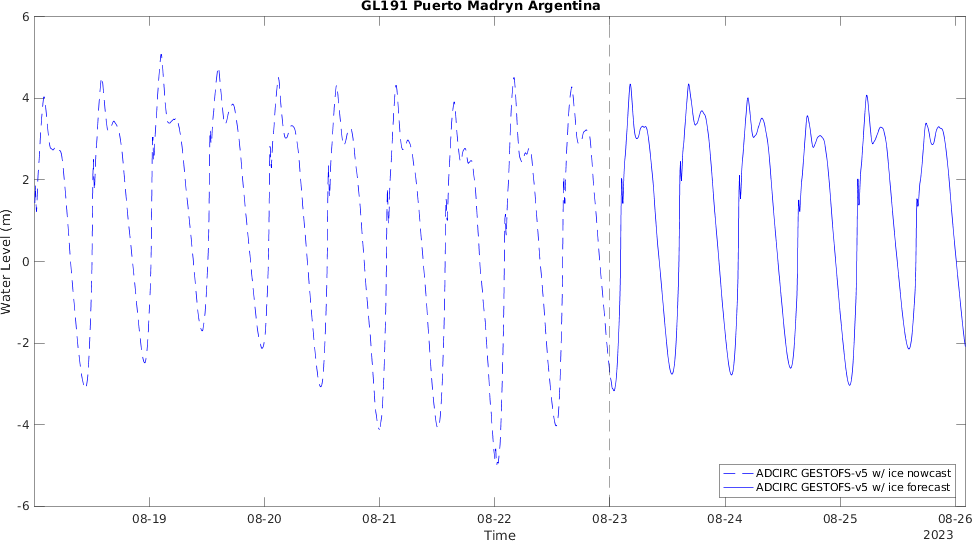 GL191 Puerto Madryn Argentina
6
4
2
0
-2
-4
-6
Water Level (m)
ADCIRC GESTOFS-v5 w/ ice nowcast
ADCIRC GESTOFS-v5 w/ ice forecast
08-19 08-20 08-21 08-22 08-23 08-24 08-25 08-26
Time 2023